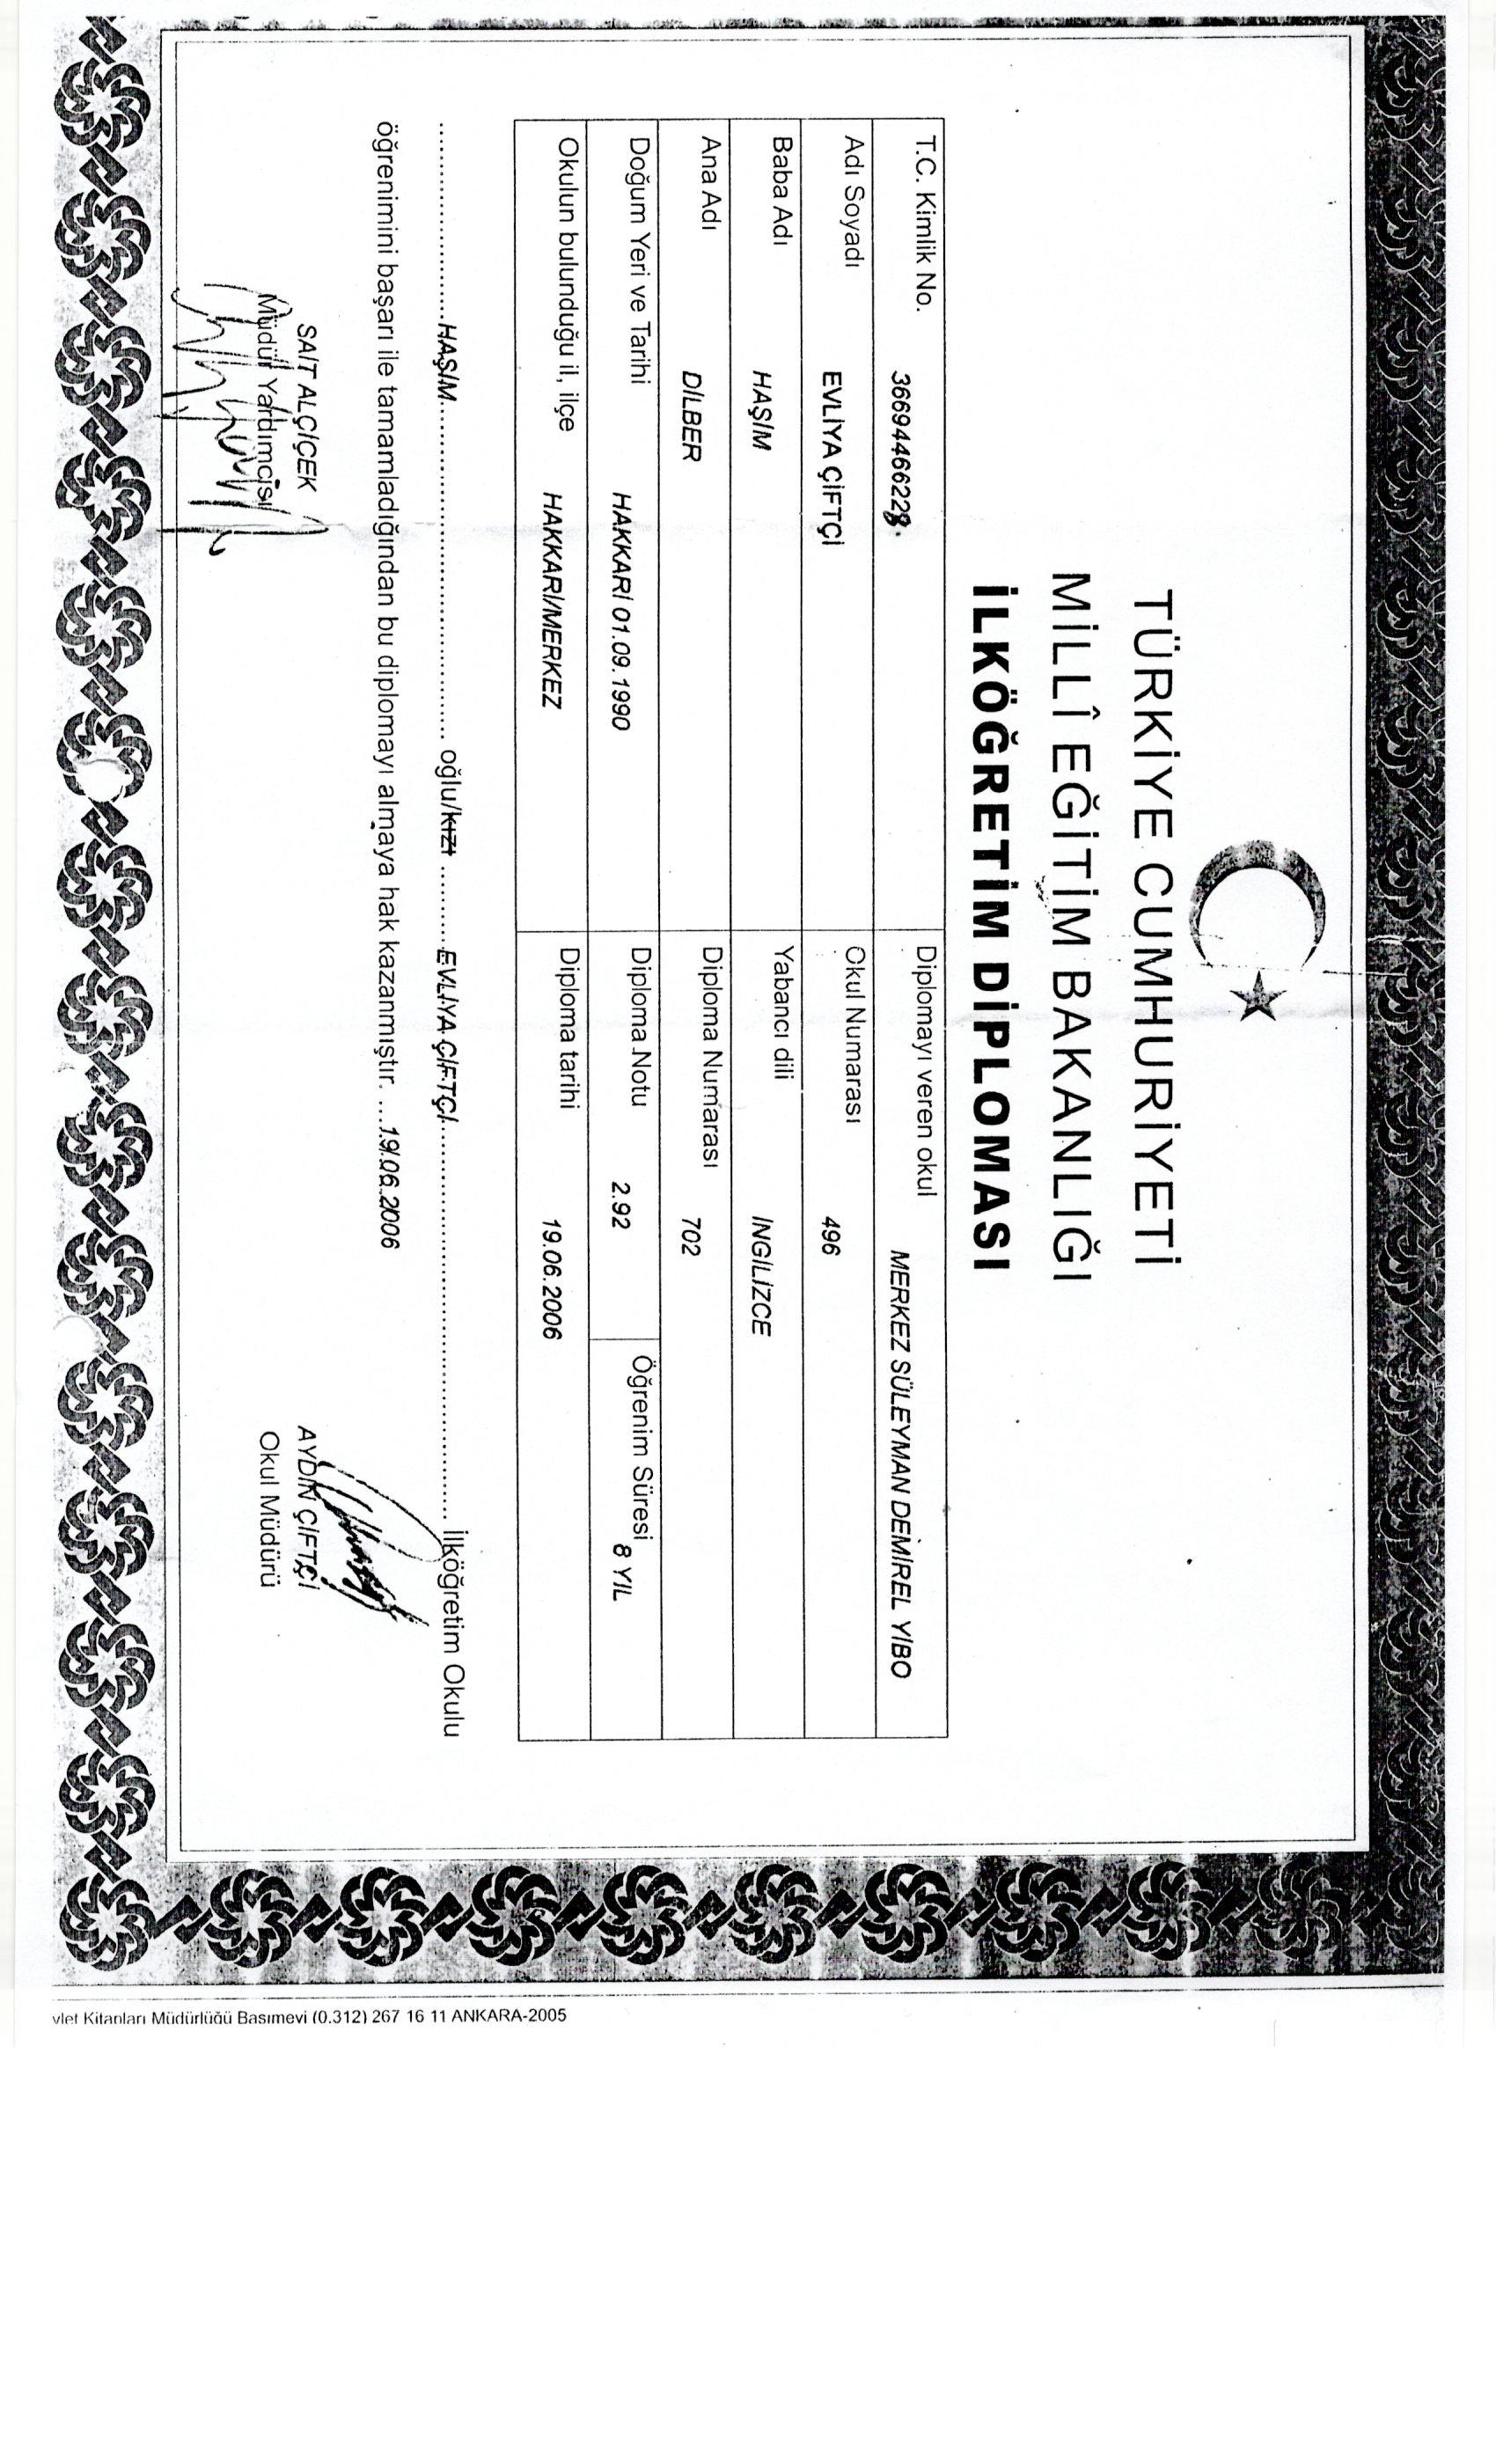 TÜRKİYE CUMHURİYETİ
MİLLÎ EĞİTİM BAKANLIĞI
İLKÖĞRETİM DİPLOMASI
T.C. Kimlik No. 36694466228. Diplomayı veren okul MERKEZ SÜLEYMAN DEMİREL YİBO
Adı Soyadı EVLİYA ÇİFTÇİ Okul Numarası 496
Baba Adı HAŞİM Yabancı dili İNGİLİZCE
Ana Adı DİLBER Diploma Numarası 702
Doğum Yeri ve Tarihi HAKKARİ 01.09.1990 Diploma Notu 2.92 Öğrenim Süresi 8 YIL
Okulun bulunduğu il, ilçe HAKKARİ/MERKEZ Diploma tarihi 19.06.2006
HAŞİM oğlu/kızı EVLİYA ÇİFTÇİ İlköğretim Okulu
öğrenimini başarı ile tamamladığından bu diplomayı almaya hak kazanmıştır. ...19.06.2006
SAİT ALÇİÇEK AYDIN ÇİFTÇİ
Müdür Yardımcısı Okul Müdürü
vlet Kitapları Müdürlüğü Basımevi (0.312) 267 16 11 ANKARA-2005